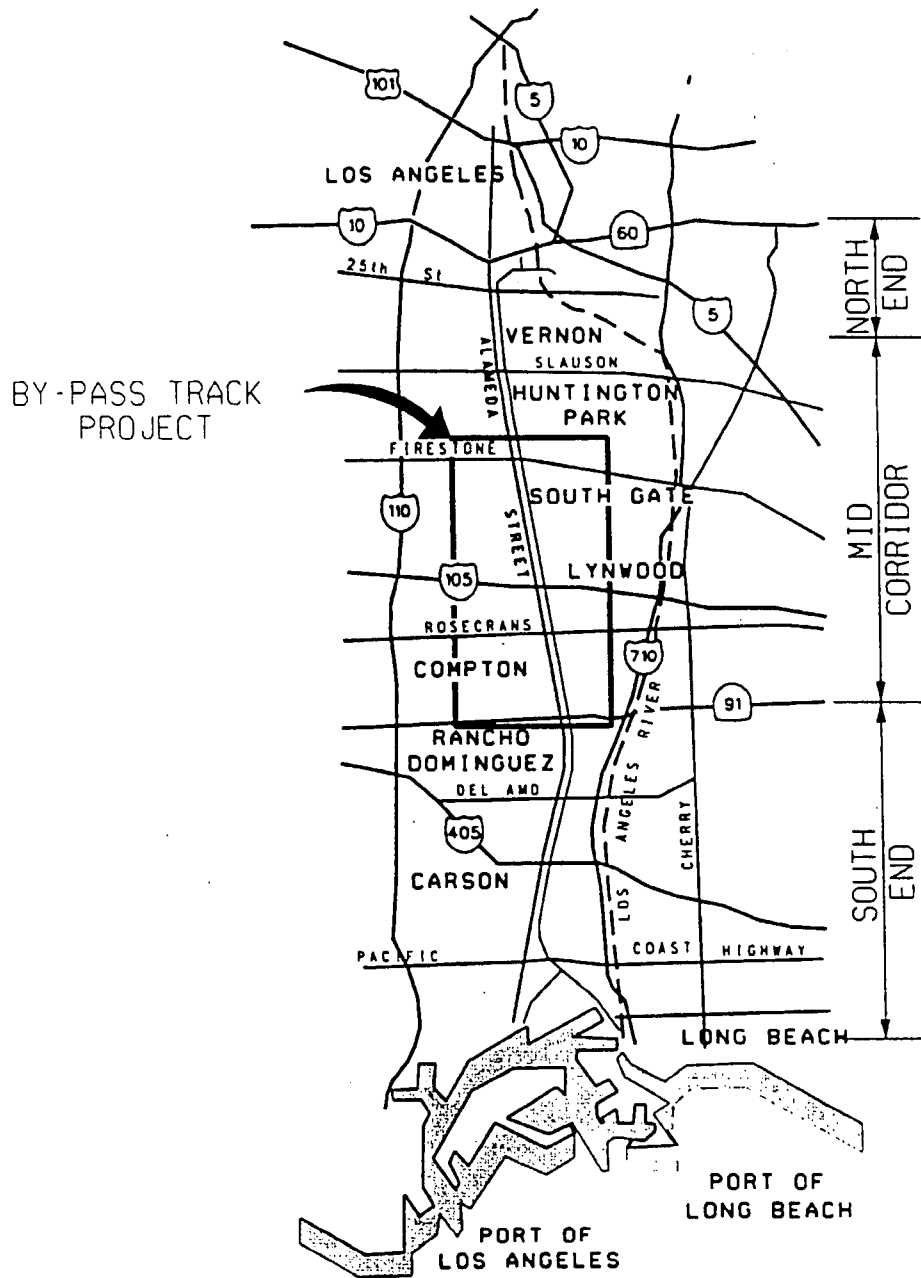 101
5
10
LOS ANGELES
10
60
25th St
NORTH END
5
VERNON
ALAMEDA
SLAUSON
HUNTINGTON
PARK
BY-PASS TRACK
PROJECT
FIRESTONE
SOUTH GATE
110
STREET
MID
CORRIDOR
LYNWOOD
105
ROSECRANS
COMPTON
710
91
RANCHO
DOMINGUEZ
LOS ANGELES RIVER
DEL AMO
CHERRY
405
CARSON
SOUTH
END
PACIFIC COAST HIGHWAY
LONG BEACH
PORT OF
LONG BEACH
PORT OF
LOS ANGELES